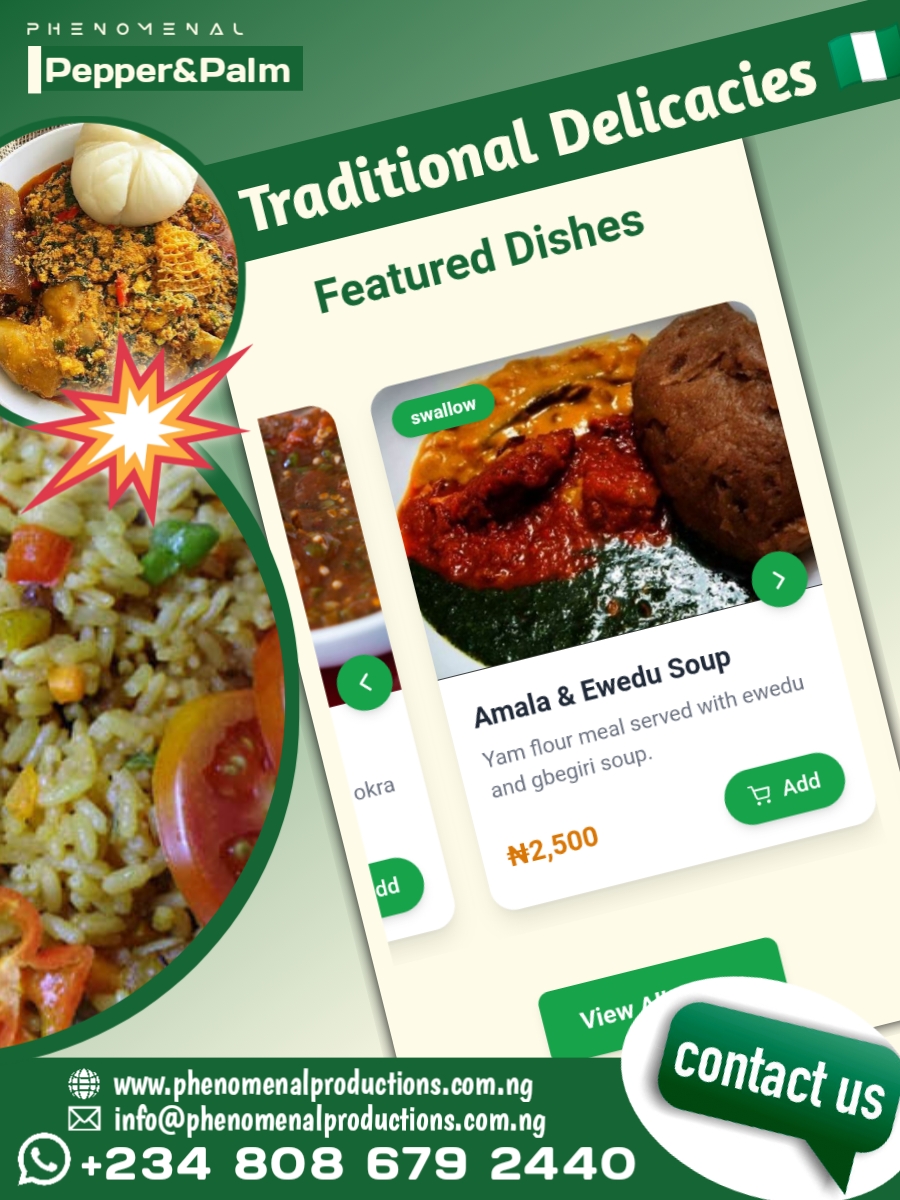 PHENOMENAL
Pepper&Palm
Traditional Delicacies
Featured Dishes
swallow
Amala & Ewedu Soup
Yam flour meal served with ewedu
and gbegiri soup.
okra
₦2,500
Add
dd
View All
contact us
www.phenomenalproductions.com.ng
info@phenomenalproductions.com.ng
+234 808 679 2440